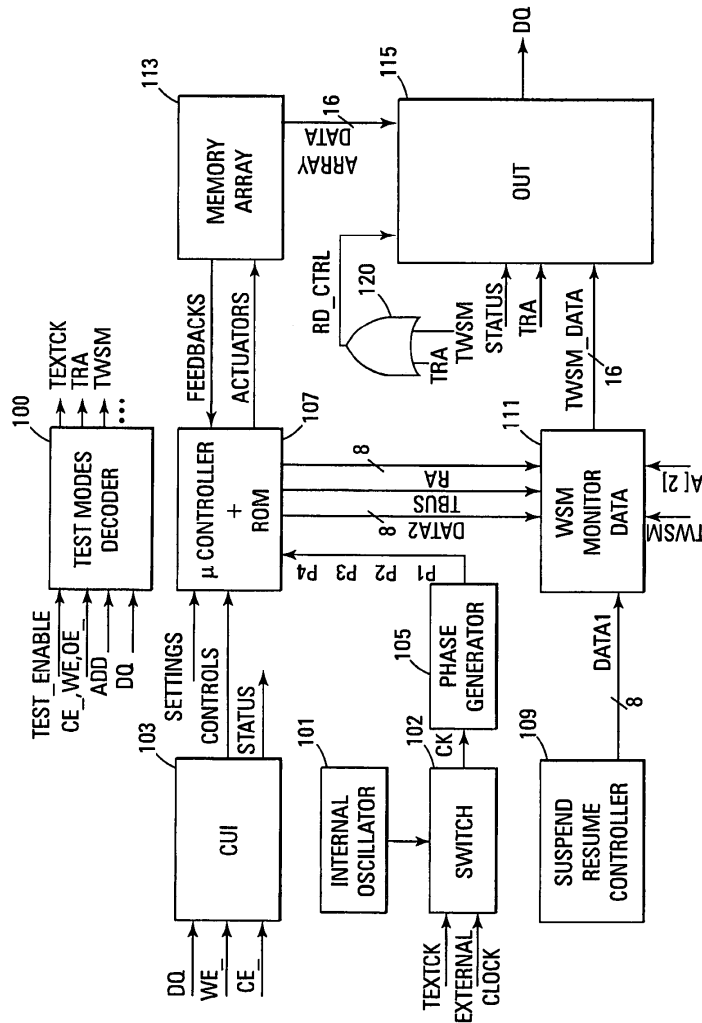 TEST_ENABLE
CE_,WE,OE_
ADD
DQ
100
TEST MODES
DECODER
TEXTCK
TRA
TWSM
...
DQ
WE_
CE_
103
CUI
SETTINGS
CONTROLS
STATUS
107
μ CONTROLLER
+
ROM
FEEDBACKS
ACTUATORS
113
MEMORY
ARRAY
ARRAY
DATA
16
101
INTERNAL
OSCILLATOR
TEXTCK
EXTERNAL
CLOCK
102
SWITCH
CK
105
PHASE
GENERATOR
P1 P2 P3 P4
8
DATA2
TBUS
RA
8
RD_CTRL
120
TRA
TWSM
STATUS
TRA
115
OUT
DQ
109
SUSPEND
RESUME
CONTROLLER
DATA1
8
111
WSM
MONITOR
DATA
TWSM
A[2]
TWSM_DATA
16